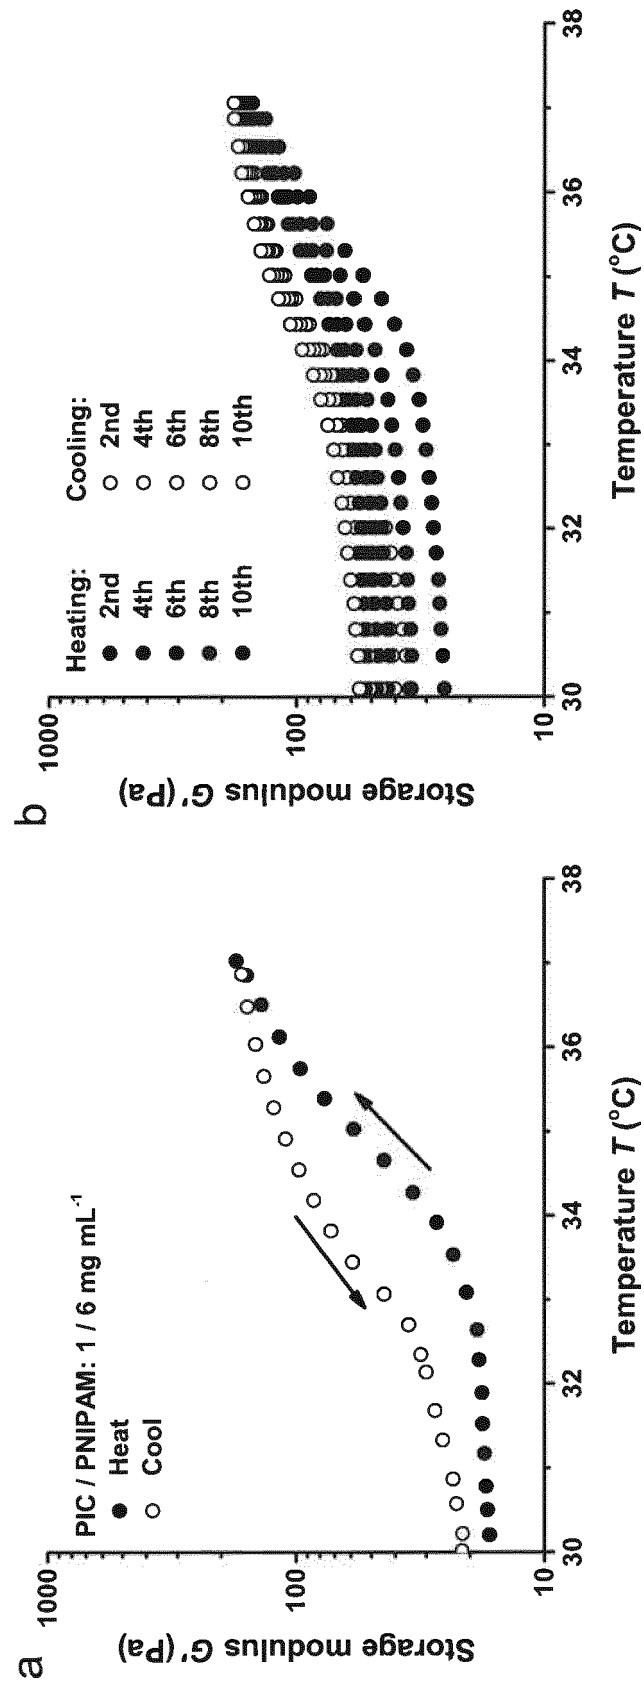 a
1000
100
10
Storage modulus G' (Pa)
PIC / PNIPAM: 1 / 6 mg mL⁻¹
Heat
Cool
30
32
34
36
38
Temperature T (°C)
b
1000
100
10
Storage modulus G' (Pa)
Heating: Cooling:
2nd 2nd
4th 4th
6th 6th
8th 8th
10th 10th
30
32
34
36
38
Temperature T (°C)